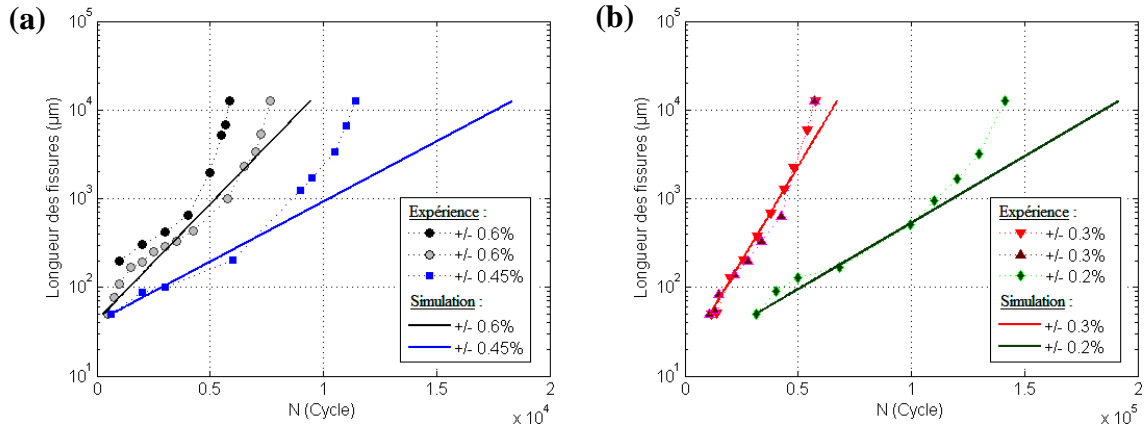 (a)
Longueur des fissures (µm)
10^5
10^4
10^3
10^2
10^1
0
0.5
1
1.5
2
N (Cycle)
x 10^4
Expérience :
+/- 0.6%
+/- 0.6%
+/- 0.45%
Simulation :
+/- 0.6%
+/- 0.45%
(b)
Longueur des fissures (µm)
10^5
10^4
10^3
10^2
10^1
0
0.5
1
1.5
2
N (Cycle)
x 10^5
Expérience :
+/- 0.3%
+/- 0.3%
+/- 0.2%
Simulation :
+/- 0.3%
+/- 0.2%